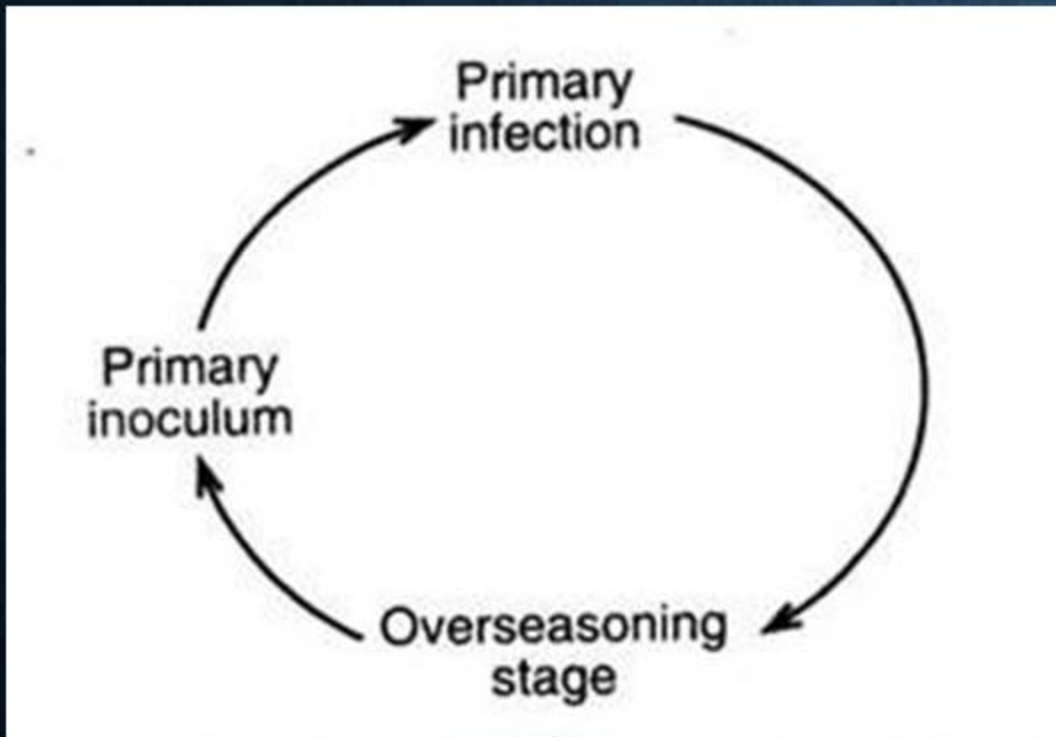 Primary
infection
Primary
inoculum
Overseasoning
stage